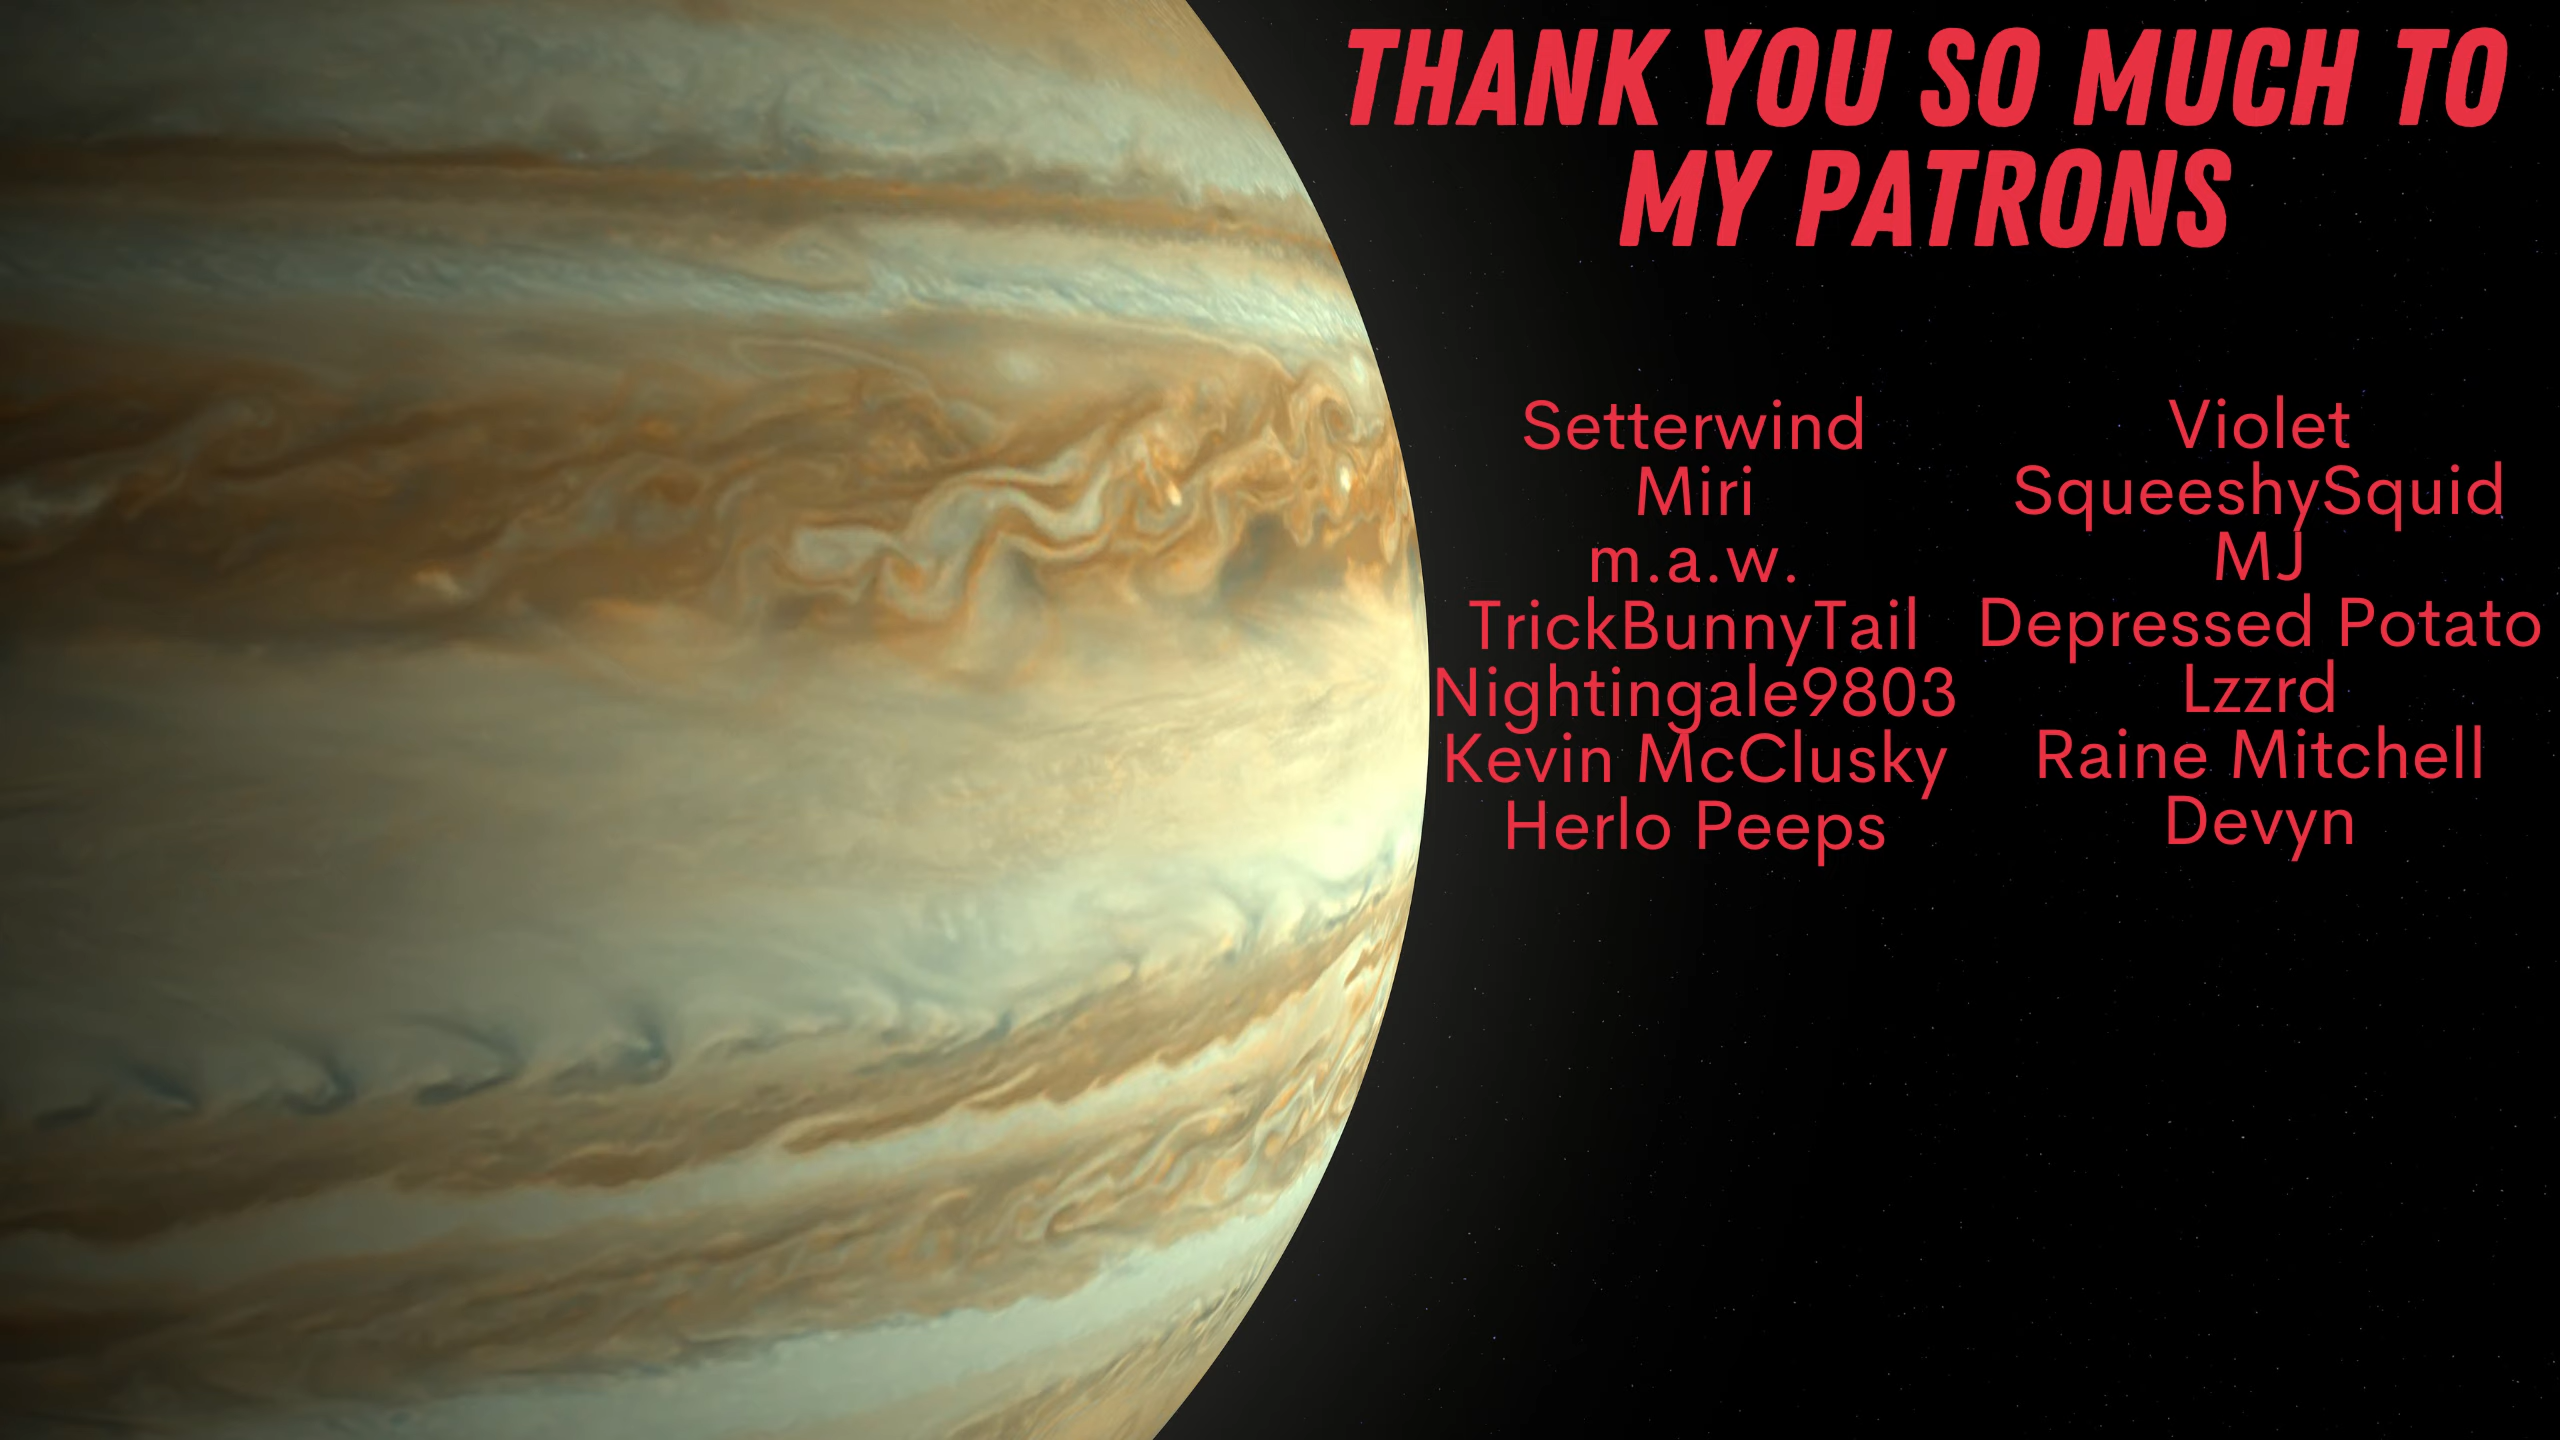 THANK YOU SO MUCH TO
MY PATRONS
Setterwind
Miri
m.a.w.
TrickBunnyTail
Nightingale9803
Kevin McClusky
Herlo Peeps
Violet
SqueeshySquid
MJ
Depressed Potato
Lzzrd
Raine Mitchell
Devyn